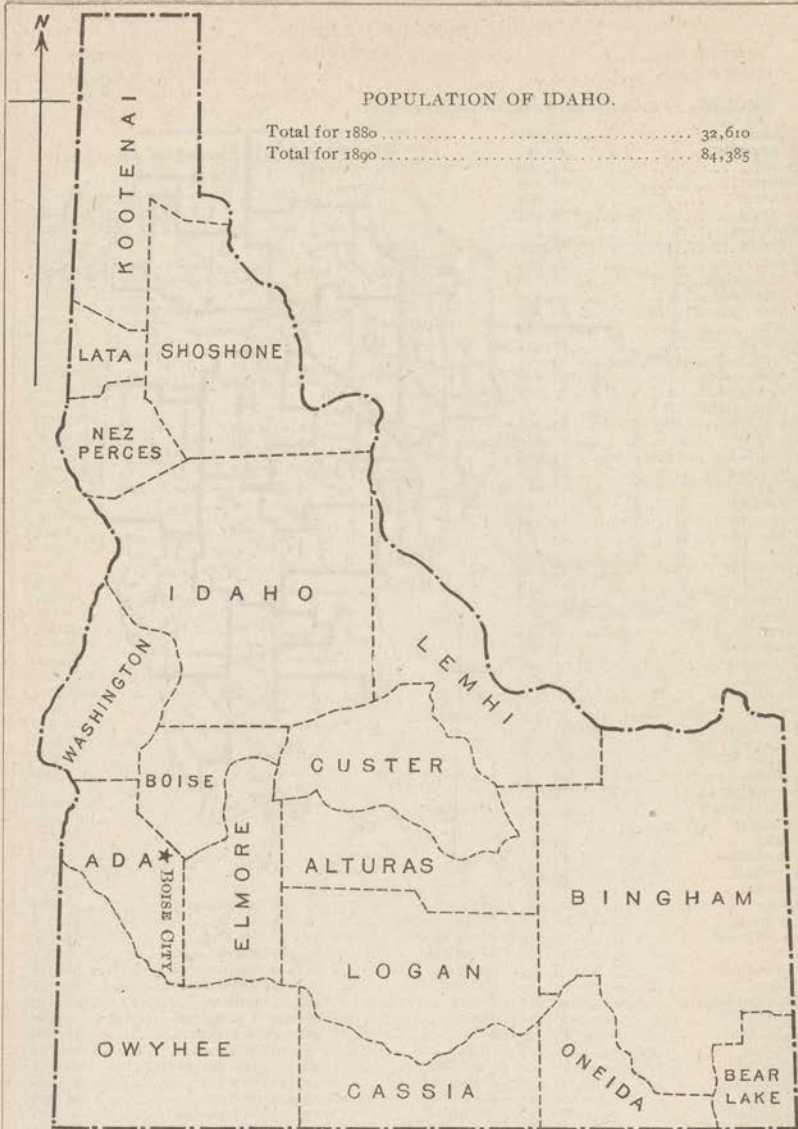 N
POPULATION OF IDAHO.
Total for 1880 ........................................ 32,610
Total for 1890 ........................................ 84,385
KOOTENAI
LATA
SHOSHONE
NEZ
PERCES
IDAHO
LEMHI
WASHINGTON
BOISE
CUSTER
ADA
BOISE CITY
ELMORE
ALTURAS
BINGHAM
LOGAN
OWYHEE
CASSIA
ONEIDA
BEAR
LAKE